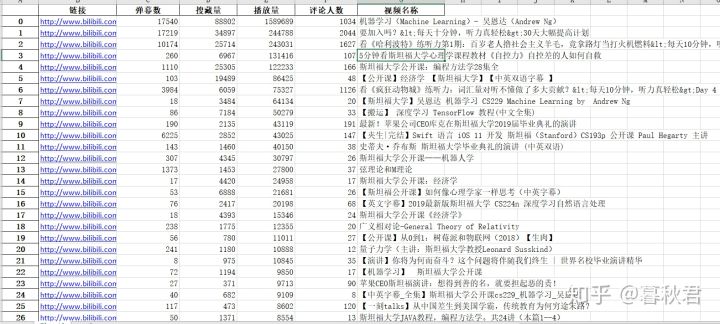 链接 弹幕数 投藏量 播放量 评论人数 视频名称
0 http://www.bilibili.com 17540 88802 1589689 1034 机器学习（Machine Learning）- 吴恩达（Andrew Ng）
1 http://www.bilibili.com 17219 34897 244788 2044 要加入吗？&lt;每天十分钟，听力真轻松&gt;30天大幅提高计划
2 http://www.bilibili.com 10174 25714 243031 1627 看《哈利波特》练听力第1期：百岁老人撸社会主义羊毛，竟拿路灯当打火机燃料&lt;每天10分钟，
3 http://www.bilibili.com 260 6967 131416 107 5分钟看斯坦福大学心理学课程教材《自控力》自控差的人如何自救
4 http://www.bilibili.com 1110 25305 122233 166 斯坦福大学公开课：编程方法学28集全
5 http://www.bilibili.com 103 19489 86425 48 【公开课】经济学 【斯坦福大学】【中英双语字幕 】
6 http://www.bilibili.com 3984 6059 75327 1126 看《疯狂动物城》练听力：词汇量对听不懂做了多大贡献？&lt;每天10分钟，听力真轻松&gt;Day 4
7 http://www.bilibili.com 18 3484 64134 20 【斯坦福大学】吴恩达 机器学习 CS229 Machine Learning by Andrew Ng
8 http://www.bilibili.com 86 7184 50279 33 【搬运】 深度学习 TensorFlow 教程(中文全集)
9 http://www.bilibili.com 190 2135 43119 191 最新！苹果公司CEO库克在斯坦福大学2019届毕业典礼的演讲
10 http://www.bilibili.com 6225 2852 43025 147 【夹生|完结】Swift 语言 iOS 11 开发 斯坦福（Stanford）CS193p 公开课 Paul Hegarty 主讲
11 http://www.bilibili.com 143 1460 40150 38 史蒂夫·乔布斯 斯坦福大学毕业典礼的演讲（中英双语）
12 http://www.bilibili.com 307 4345 30797 26 斯坦福大学公开课——机器人学
13 http://www.bilibili.com 1373 1453 27800 37 弦理论和M理论
14 http://www.bilibili.com 17 4420 24958 17 斯坦福大学公开课：经济学
15 http://www.bilibili.com 53 6888 21681 26 【斯坦福公开课】如何像心理学家一样思考（中英字幕）
16 http://www.bilibili.com 76 2417 20198 68 【英文字幕】2019最新版斯坦福大学 CS224n 深度学习自然语言处理
18 http://www.bilibili.com 18 4393 15346 24 斯坦福大学公开课《经济学》
19 http://www.bilibili.com 238 1775 12355 20 广义相对论-General Theory of Relativity
20 http://www.bilibili.com 56 780 11011 27 【公开课】从0到1：树莓派和物联网（2018）【生肉】
21 http://www.bilibili.com 241 1180 10888 12 量子力学（主讲：斯坦福大学教授Leonard Susskind）
20 http://www.bilibili.com 8 975 10835 35 【演讲】你将为何而奋斗？这个问题将伴随我们终生 | 世界名校毕业演讲精华
22 http://www.bilibili.com 72 1194 9850 17 【机器学习】 斯坦福大学公开课
23 http://www.bilibili.com 27 371 9713 90 苹果CEO斯坦福演讲：想得到善的名，就要担起恶的责！
24 http://www.bilibili.com 12 497 9634 8 【中英字幕_全集】斯坦福公开课cs229_机器学习_吴恩达
25 http://www.bilibili.com 117 473 8609 120 【一刻talks】从中国差生到美国学霸，传统教育为何穷途末路？
26 http://www.bilibili.com 50 1371 8554 13 斯坦福大学JAVA教程，编程方法学，共24讲（本篇1-4）
知乎 @暮秋君